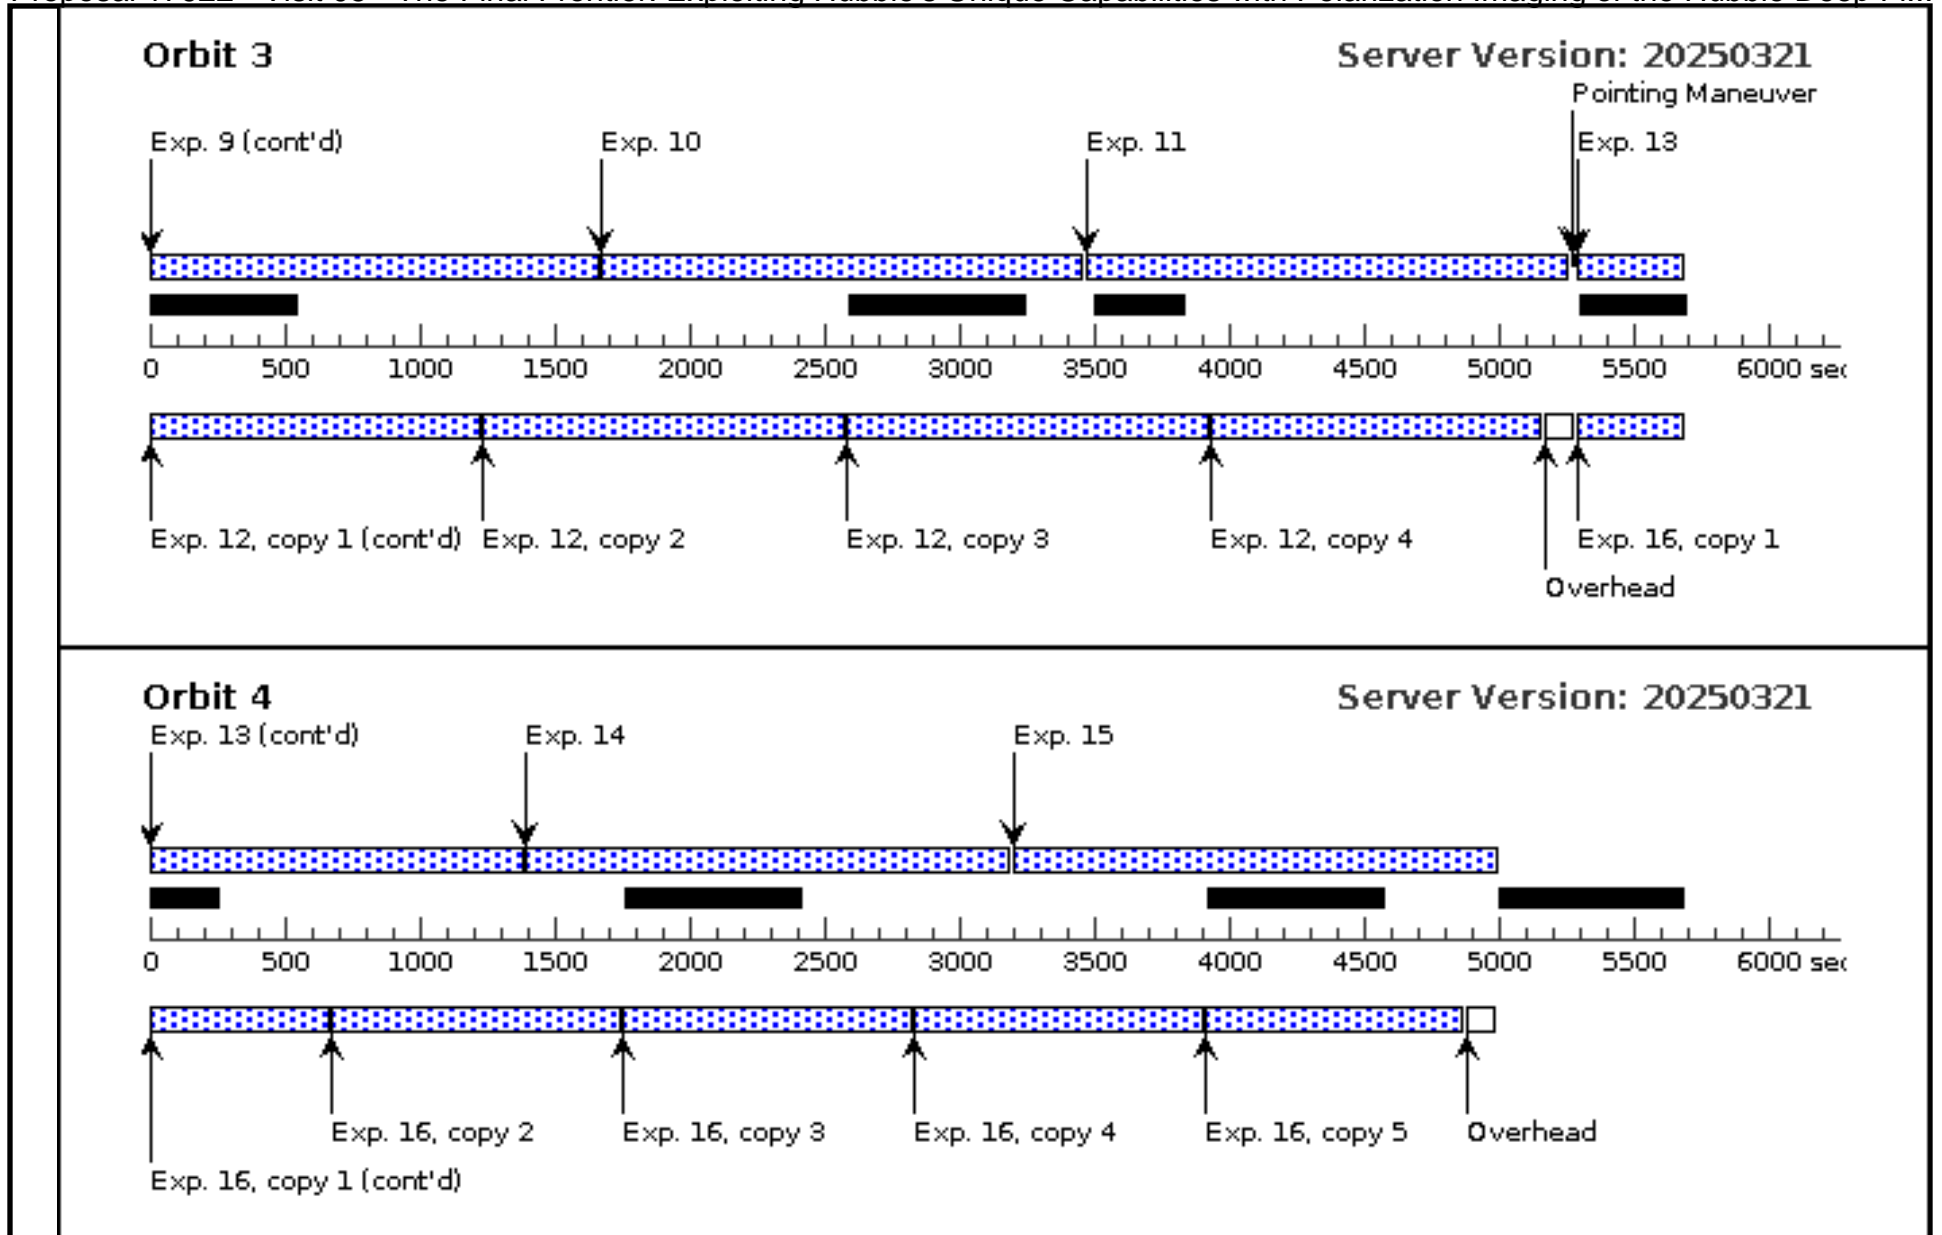 Orbit 3
Server Version: 20250321
Pointing Maneuver
Exp. 9 (cont'd)
Exp. 10
Exp. 11
Exp. 13
0 500 1000 1500 2000 2500 3000 3500 4000 4500 5000 5500 6000 sec
Exp. 12, copy 1 (cont'd)
Exp. 12, copy 2
Exp. 12, copy 3
Exp. 12, copy 4
Exp. 16, copy 1
Overhead
Orbit 4
Server Version: 20250321
Exp. 13 (cont'd)
Exp. 14
Exp. 15
0 500 1000 1500 2000 2500 3000 3500 4000 4500 5000 5500 6000 sec
Exp. 16, copy 2
Exp. 16, copy 3
Exp. 16, copy 4
Exp. 16, copy 5
Overhead
Exp. 16, copy 1 (cont'd)